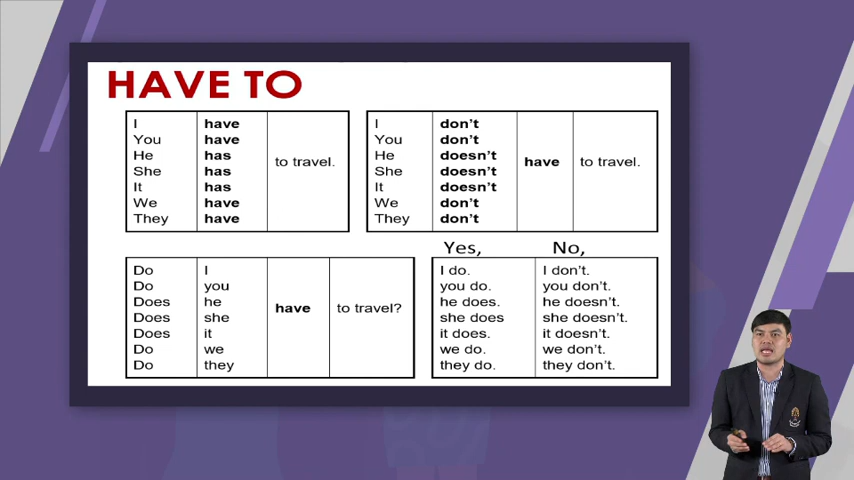 HAVE TO
I have
You have
He has
She has
It has
We have
They have
to travel.
I don't
You don't
He doesn't
She doesn't
It doesn't
We don't
They don't
have
to travel.
Do I
Do you
Does he
Does she
Does it
Do we
Do they
have
to travel?
Yes, No,
I do. I don't.
you do. you don't.
he does. he doesn't.
she does she doesn't.
it does. it doesn't.
we do. we don't.
they do. they don't.